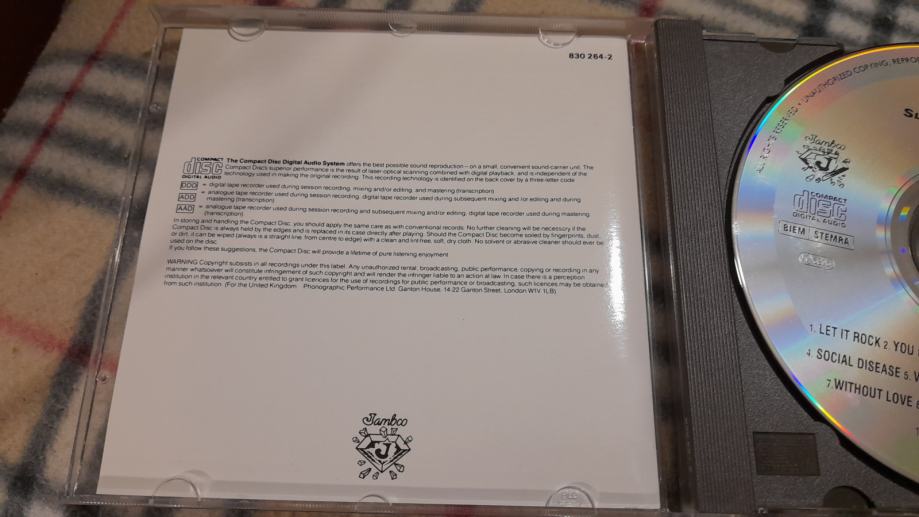 830 264-2
COMPACT
disc
DIGITAL AUDIO
The Compact Disc Digital Audio System offers the best possible sound reproduction – on a small, convenient sound-carrier unit. The
Compact Disc's superior performance is the result of laser-optical scanning combined with digital playback, and is independent of the
technology used in making the original recording. This recording technology is identified on the back cover by a three-letter code
DDD = digital tape recorder used during session recording, mixing and/or editing, and mastering (transcription)
ADD = analogue tape recorder used during session recording, digital tape recorder used during subsequent mixing and/or editing and during
mastering (transcription)
AAD = analogue tape recorder used during session recording and subsequent mixing and/or editing, digital tape recorder used during mastering
(transcription)
In storing and handling the Compact Disc, you should apply the same care as with conventional records. No further cleaning will be necessary if the
Compact Disc is always held by the edges and is replaced in its case directly after playing. Should the Compact Disc become soiled by fingerprints, dust,
or dirt, it can be wiped (always in a straight line, from centre to edge) with a clean and lint-free, soft, dry cloth. No solvent or abrasive cleaner should ever be
used on the disc.
If you follow these suggestions, the Compact Disc will provide a lifetime of pure listening enjoyment
WARNING Copyright subsists in all recordings under this label. Any unauthorized rental, broadcasting, public performance, copying or recording in any
manner whatsoever will constitute infringement of such copyright and will render the infringer liable to an action at law. In case there is a perception
institution in the relevant country entitled to grant licences for the use of recordings for public performance or broadcasting, such licences may be obtained
from such institution. (For the United Kingdom Phonographic Performance Ltd. Ganton House, 14-22 Ganton Street, London W1V 1LB)
Jambco
J
ALL RIGHTS RESERVED • UNAUTHORIZED COPYING, REPRO
Jambco
J
COMPACT
disc
DIGITAL AUDIO
BIEM STEMRA
1. LET IT ROCK 2. YOU
4. SOCIAL DISEASE 5. W
7. WITHOUT LOVE